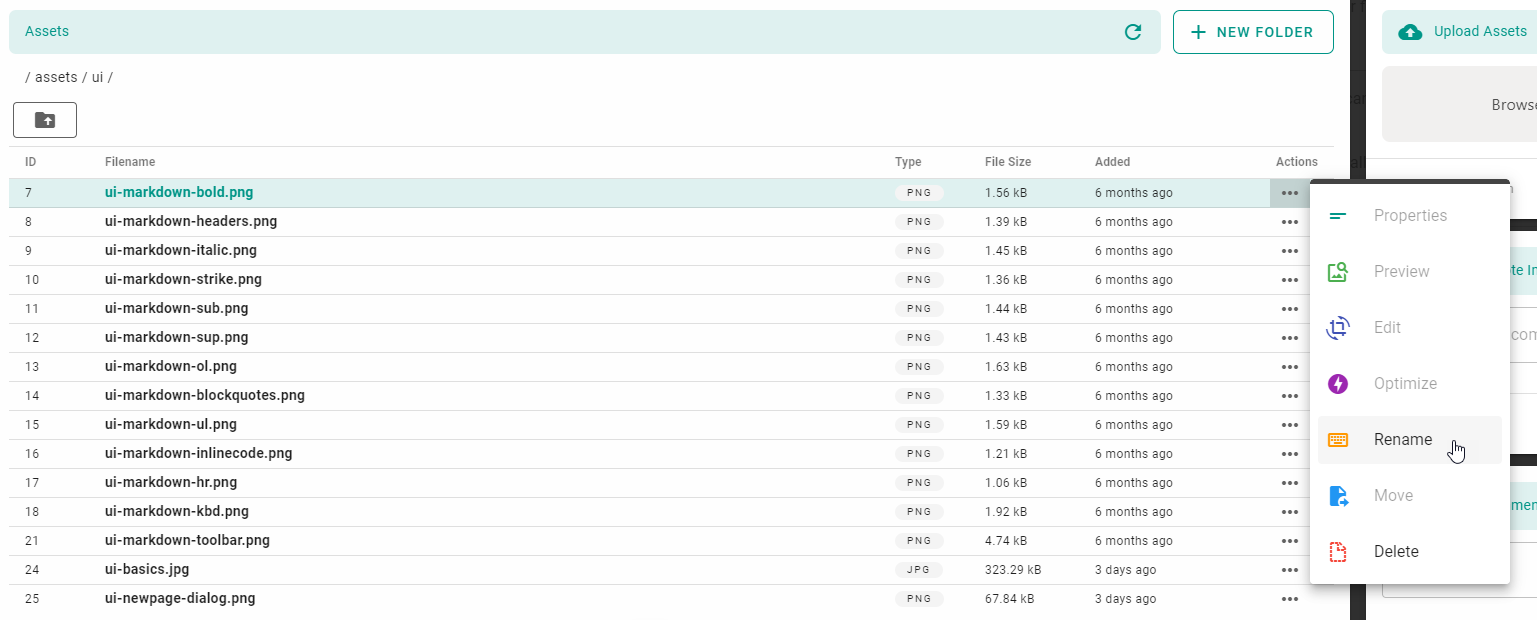 Assets
NEW FOLDER
Upload Assets
/ assets / ui /
ID Filename Type File Size Added Actions
7 ui-markdown-bold.png PNG 1.56 kB 6 months ago
8 ui-markdown-headers.png PNG 1.39 kB 6 months ago
9 ui-markdown-italic.png PNG 1.45 kB 6 months ago
10 ui-markdown-strike.png PNG 1.36 kB 6 months ago
11 ui-markdown-sub.png PNG 1.44 kB 6 months ago
12 ui-markdown-sup.png PNG 1.43 kB 6 months ago
13 ui-markdown-ol.png PNG 1.63 kB 6 months ago
14 ui-markdown-blockquotes.png PNG 1.33 kB 6 months ago
15 ui-markdown-ul.png PNG 1.59 kB 6 months ago
16 ui-markdown-inlinecode.png PNG 1.21 kB 6 months ago
17 ui-markdown-hr.png PNG 1.06 kB 6 months ago
18 ui-markdown-kbd.png PNG 1.92 kB 6 months ago
21 ui-markdown-toolbar.png PNG 4.74 kB 6 months ago
24 ui-basics.jpg JPG 323.29 kB 3 days ago
25 ui-newpage-dialog.png PNG 67.84 kB 3 days ago
Properties
Preview
Edit
Optimize
Rename
Move
Delete